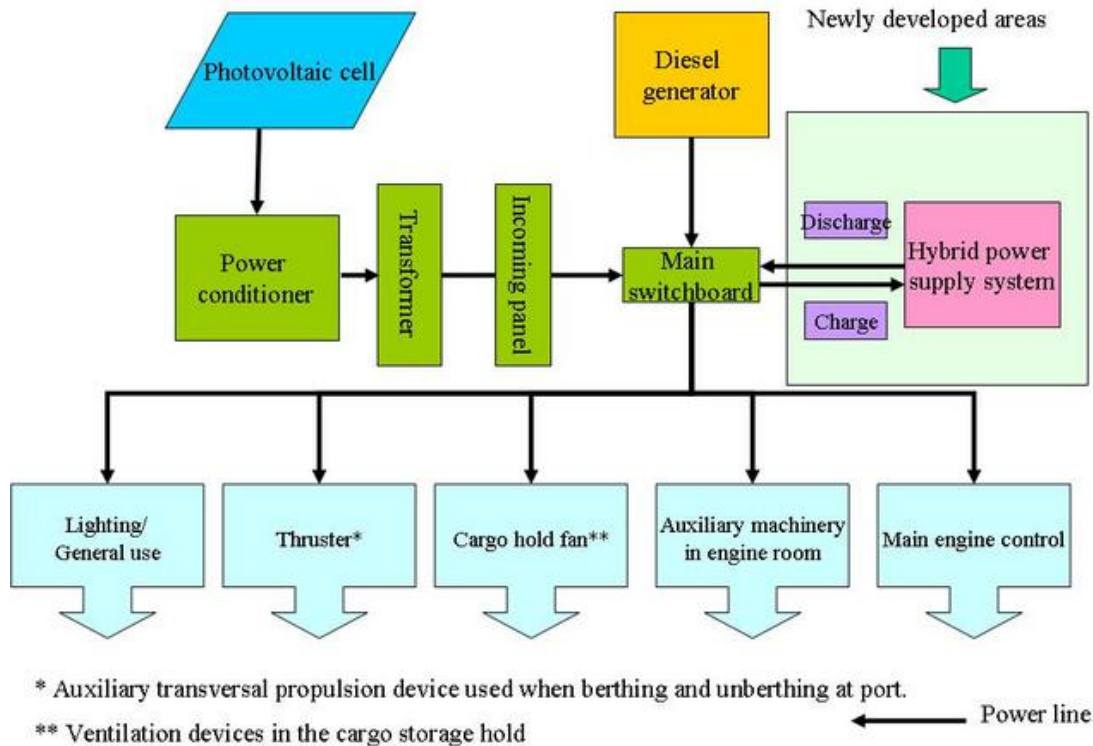 Newly developed areas
Photovoltaic cell
Diesel
generator
Discharge
Transformer
Incoming panel
Power
conditioner
Main
switchboard
Hybrid power
supply system
Charge
Lighting/
General use
Thruster*
Cargo hold fan**
Auxiliary machinery
in engine room
Main engine control
* Auxiliary transversal propulsion device used when berthing and unberthing at port.
** Ventilation devices in the cargo storage hold
Power line